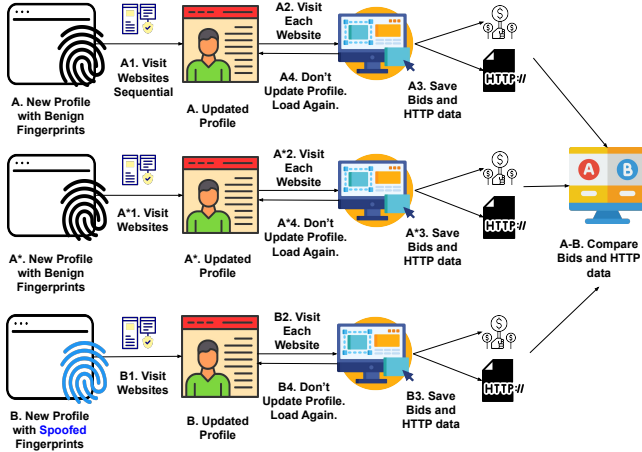 A. New Profile
with Benign
Fingerprints
A1. Visit
Websites
Sequential
A. Updated
Profile
A2. Visit
Each
Website
A4. Don't
Update Profile.
Load Again.
A3. Save
Bids and
HTTP data
HTTP://
A*. New Profile
with Benign
Fingerprints
A*1. Visit
Websites
A*. Updated
Profile
A*2. Visit
Each
Website
A*4. Don't
Update Profile.
Load Again.
A*3. Save
Bids and
HTTP data
HTTP://
A B
A-B. Compare
Bids and HTTP
data
B. New Profile
with Spoofed
Fingerprints
B1. Visit
Websites
B. Updated
Profile
B2. Visit
Each
Website
B4. Don't
Update Profile.
Load Again.
B3. Save
Bids and
HTTP data
HTTP://